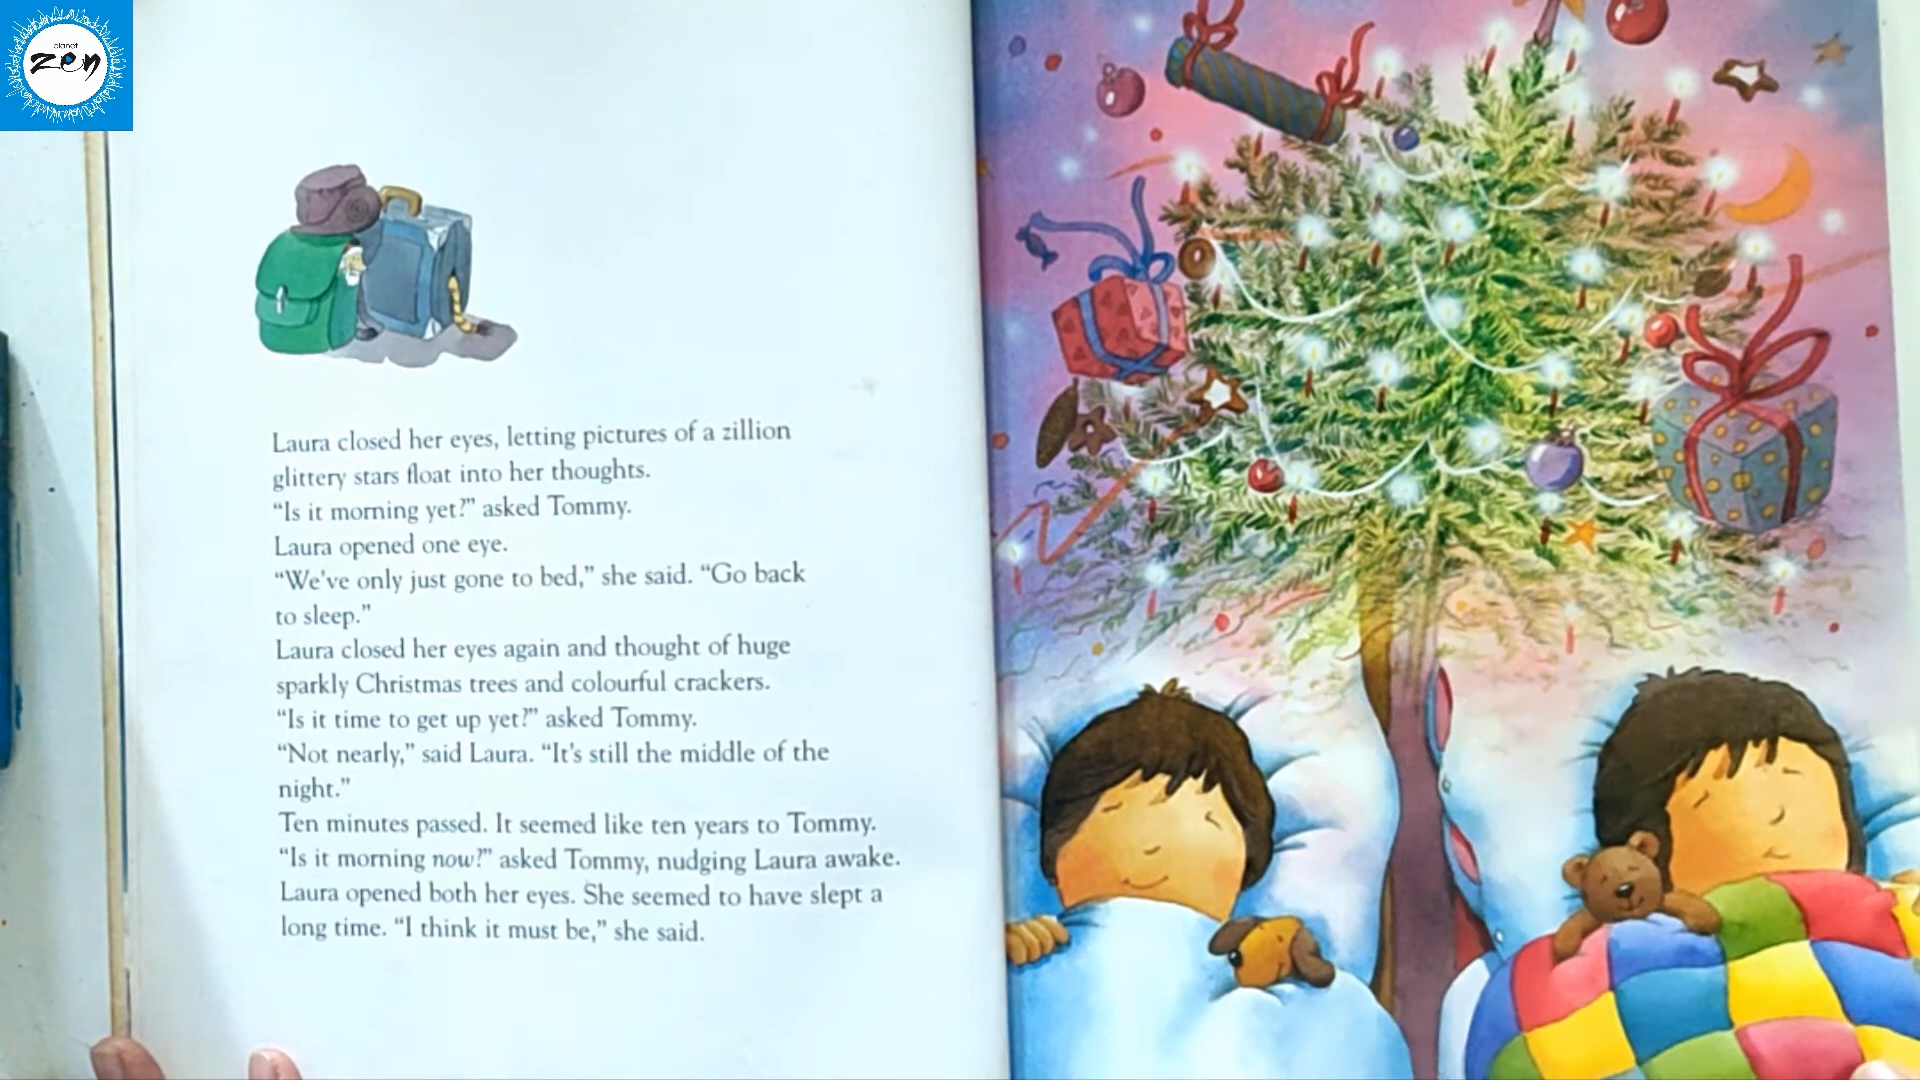 planet
zen
Laura closed her eyes, letting pictures of a zillion
glittery stars float into her thoughts.
“Is it morning yet?” asked Tommy.
Laura opened one eye.
“We’ve only just gone to bed,” she said. “Go back
to sleep.”
Laura closed her eyes again and thought of huge
sparkly Christmas trees and colourful crackers.
“Is it time to get up yet?” asked Tommy.
“Not nearly,” said Laura. “It’s still the middle of the
night.”
Ten minutes passed. It seemed like ten years to Tommy.
“Is it morning now?” asked Tommy, nudging Laura awake.
Laura opened both her eyes. She seemed to have slept a
long time. “I think it must be,” she said.